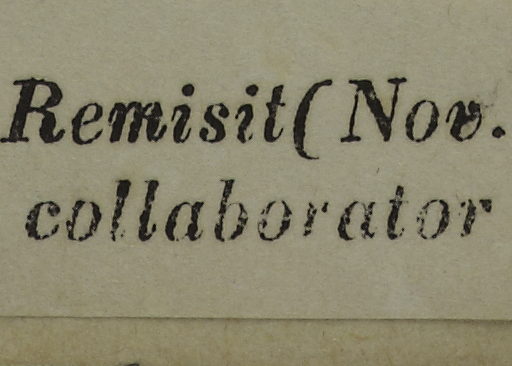 Remisit (Nov.
collaborator